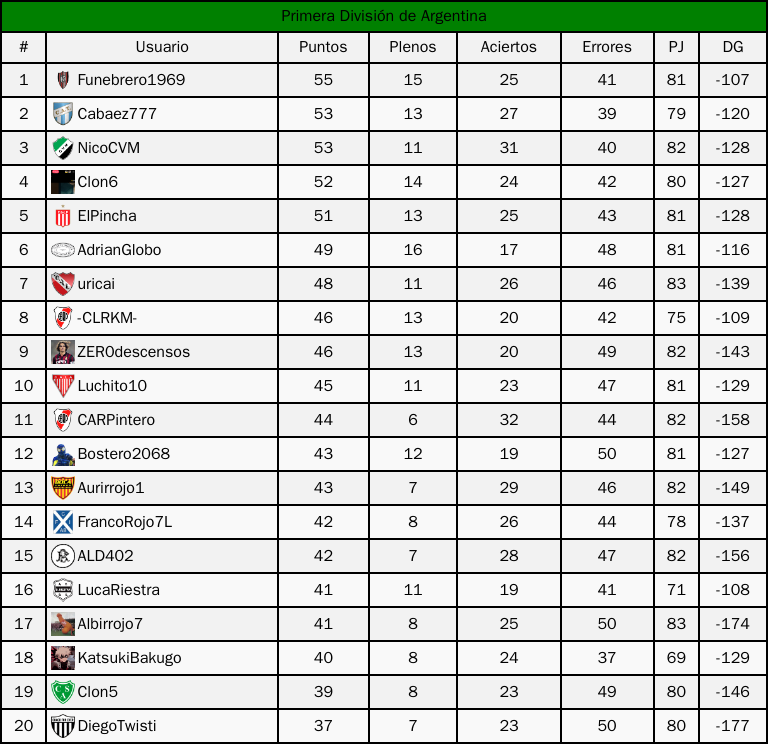 Primera División de Argentina
# Usuario Puntos Plenos Aciertos Errores PJ DG
1 Funebrero1969 55 15 25 41 81 -107
2 Cabaez777 53 13 27 39 79 -120
3 NicoCVM 53 11 31 40 82 -128
4 Clon6 52 14 24 42 80 -127
5 ElPincha 51 13 25 43 81 -128
6 AdrianGlobo 49 16 17 48 81 -116
7 uricai 48 11 26 46 83 -139
8 -CLRKM- 46 13 20 42 75 -109
9 ZER0descensos 46 13 20 49 82 -143
10 Luchito10 45 11 23 47 81 -129
11 CARPintero 44 6 32 44 82 -158
12 Bostero2068 43 12 19 50 81 -127
13 Aurirrojo1 43 7 29 46 82 -149
14 FrancoRojo7L 42 8 26 44 78 -137
15 ALD402 42 7 28 47 82 -156
16 LucaRiestra 41 11 19 41 71 -108
17 Albirrojo7 41 8 25 50 83 -174
18 KatsukiBakugo 40 8 24 37 69 -129
19 Clon5 39 8 23 49 80 -146
20 DiegoTwisti 37 7 23 50 80 -177